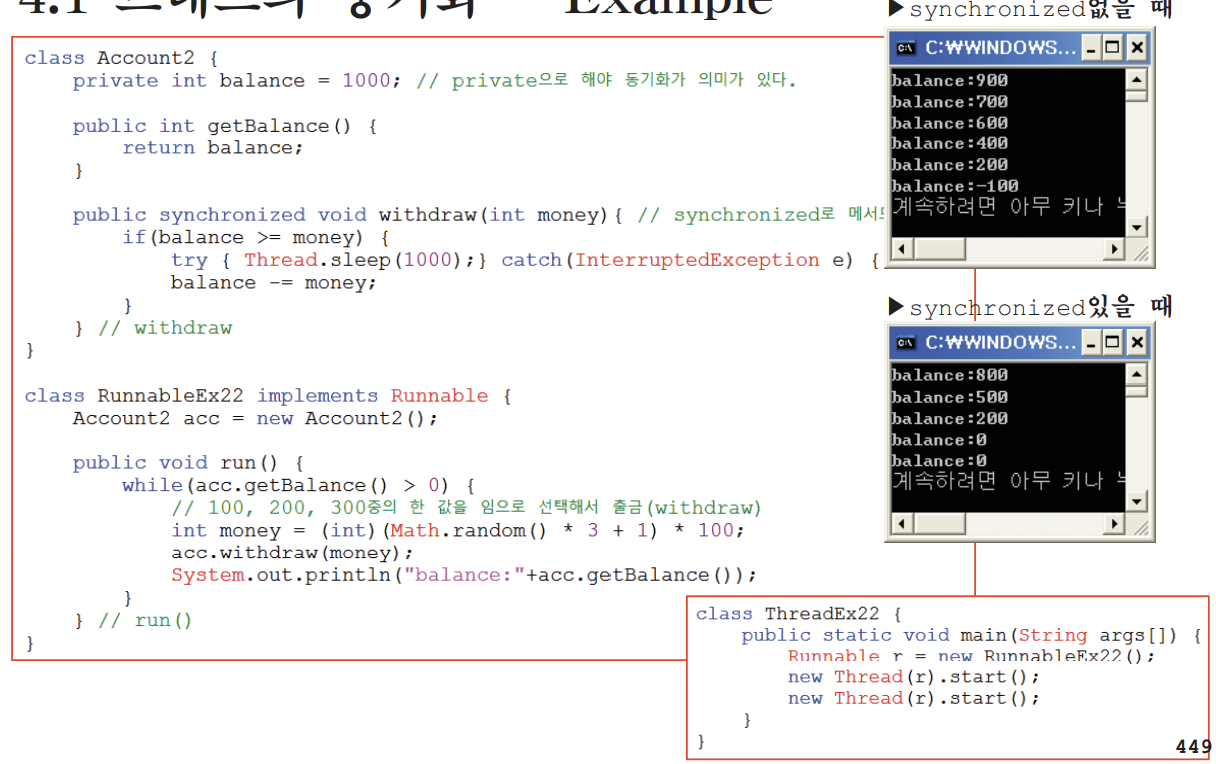 4.1 쓰레드의 동기화 Example
class Account2 {
private int balance = 1000; // private으로 해야 동기화가 의미가 있다.
public int getBalance() {
return balance;
}
public synchronized void withdraw(int money){ // synchronized로
if(balance >= money) {
try { Thread.sleep(1000);} catch(InterruptedException e) {
balance -= money;
}
} // withdraw
}
class RunnableEx22 implements Runnable {
Account2 acc = new Account2();
public void run() {
while(acc.getBalance() > 0) {
// 100, 200, 300중의 한 값을 임으로 선택해서 출금(withdraw)
int money = (int)(Math.random() * 3 + 1) * 100;
acc.withdraw(money);
System.out.println("balance:"+acc.getBalance());
}
} // run()
}
▶synchronized없을 때
C:₩WINDOWS...
balance:900
balance:700
balance:600
balance:400
balance:200
balance:-100
계속하려면 아무 키나
▶synchronized있을 때
C:₩WINDOWS...
balance:800
balance:500
balance:200
balance:0
balance:0
계속하려면 아무 키나
class ThreadEx22 {
public static void main(String args[]) {
Runnable r = new RunnableEx22();
new Thread(r).start();
new Thread(r).start();
}
}
449